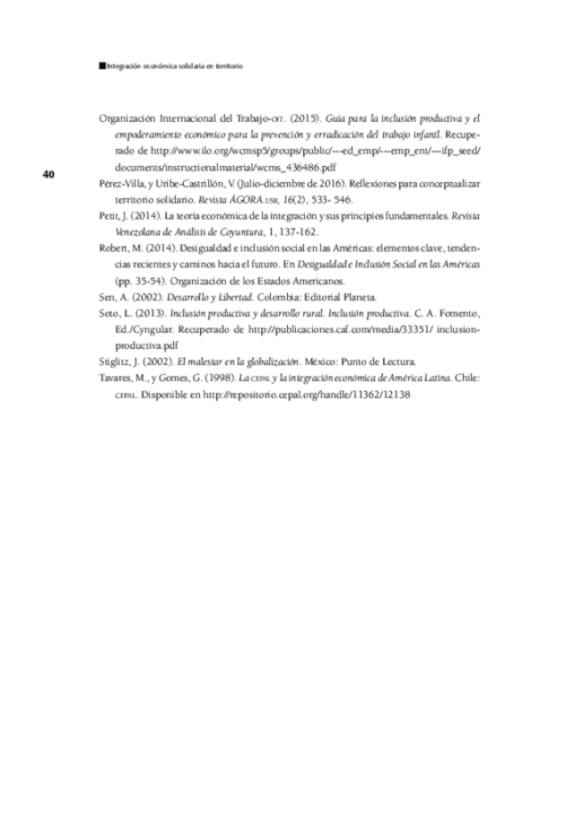 Integración económica solidaria en territorio
Organización Internacional del Trabajo-OIT. (2015). Guía para la inclusión productiva y el
empoderamiento económico para la prevención y erradicación del trabajo infantl. Recupe-
rado de http://www.ilo.org/wcmsp5/groups/public/---ed_emp/---emp_ent/---ifp_seed/
documents/instructionalmaterial/wcms_436486.pdf
40
Pérez-Villa, y Uribe-Castrillón, V. (Julio-diciembre de 2016). Reflexiones para conceptualizar
territorio solidario. Revista ÁGORA.USB, 16(2), 533- 546.
Petit, J. (2014). La teoría económica de la integración y sus principios fundamentales. Revista
Venezolana de Análisis de Coyuntura, 1, 137-162.
Robert, M. (2014). Desigualdad e inclusión social en las Américas: elementos clave, tenden-
cias recientes y caminos hacia el futuro. En Desigualdad e Inclusión Social en las Américas
(pp. 35-54). Organización de los Estados Americanos.
Sen, A. (2002). Desarrollo y Libertad. Colombia: Editorial Planeta.
Soto, L. (2013). Inclusión productiva y desarrollo rural. Inclusión productiva. C. A. Fomento,
Ed./Cyngular. Recuperado de http://publicaciones.caf.com/media/33351/ inclusion-
productiva.pdf
Stiglitz, J. (2002). El malestar en la globalización. México: Punto de Lectura.
Tavares, M., y Gomes, G. (1998). La CEPAL y la integración económica de América Latina. Chile:
CEPAL. Disponible en http://repositorio.cepal.org/handle/11362/12138